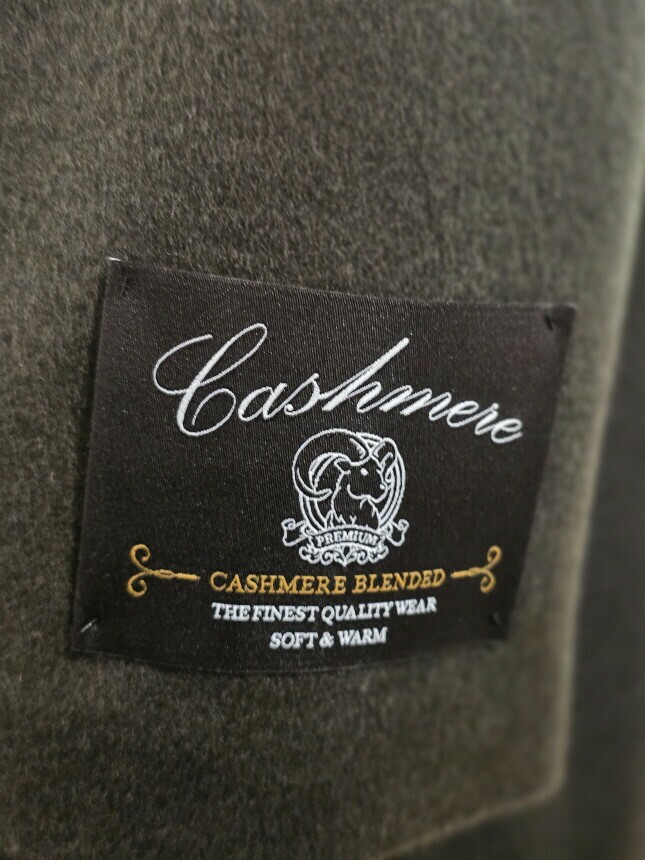 Cashmere
PREMIUM
CASHMERE BLENDED
THE FINEST QUALITY WEAR
SOFT & WARM